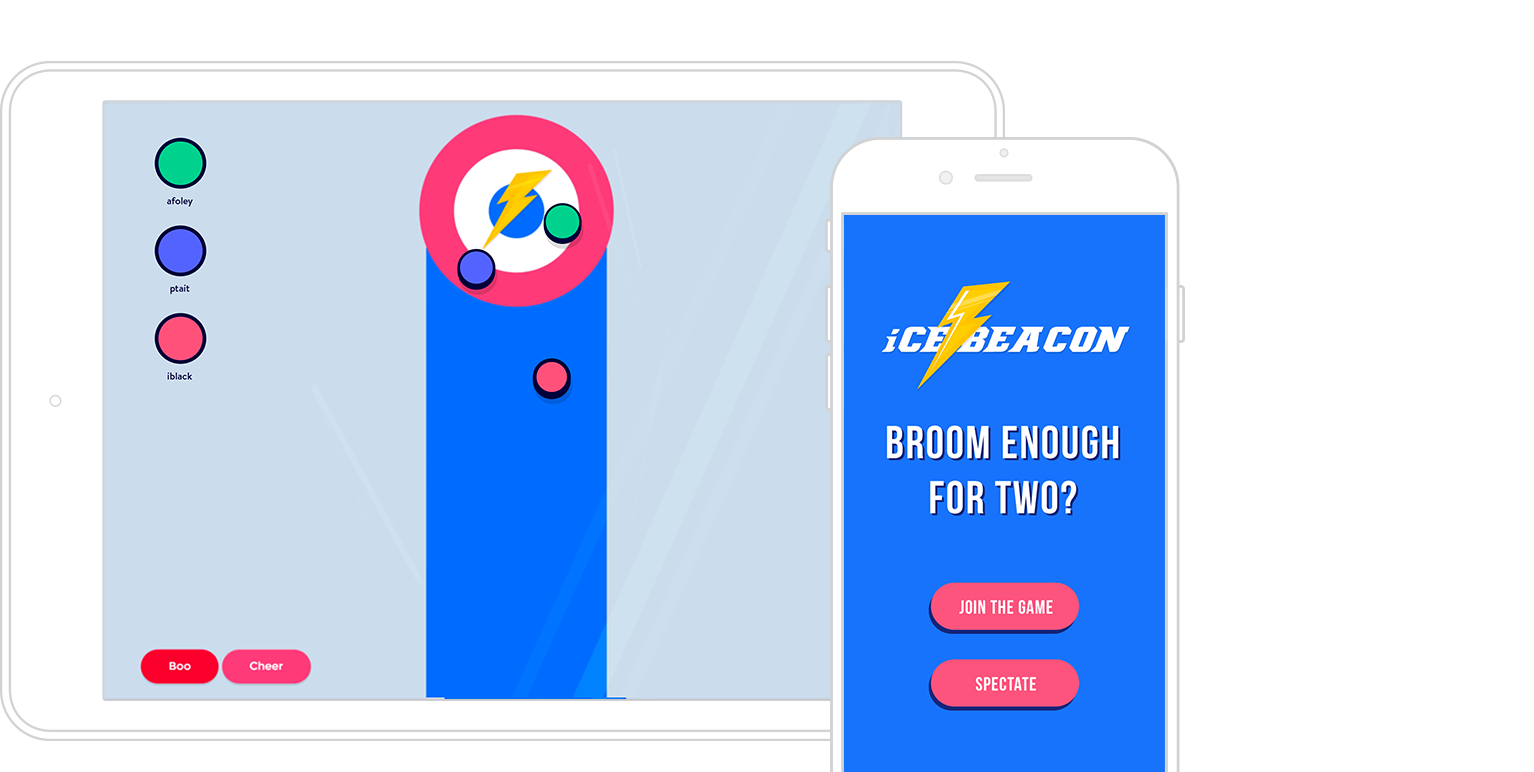 afoley
ptait
iblack
Boo
Cheer
iCE BEACON
BROOM ENOUGH
FOR TWO?
JOIN THE GAME
SPECTATE